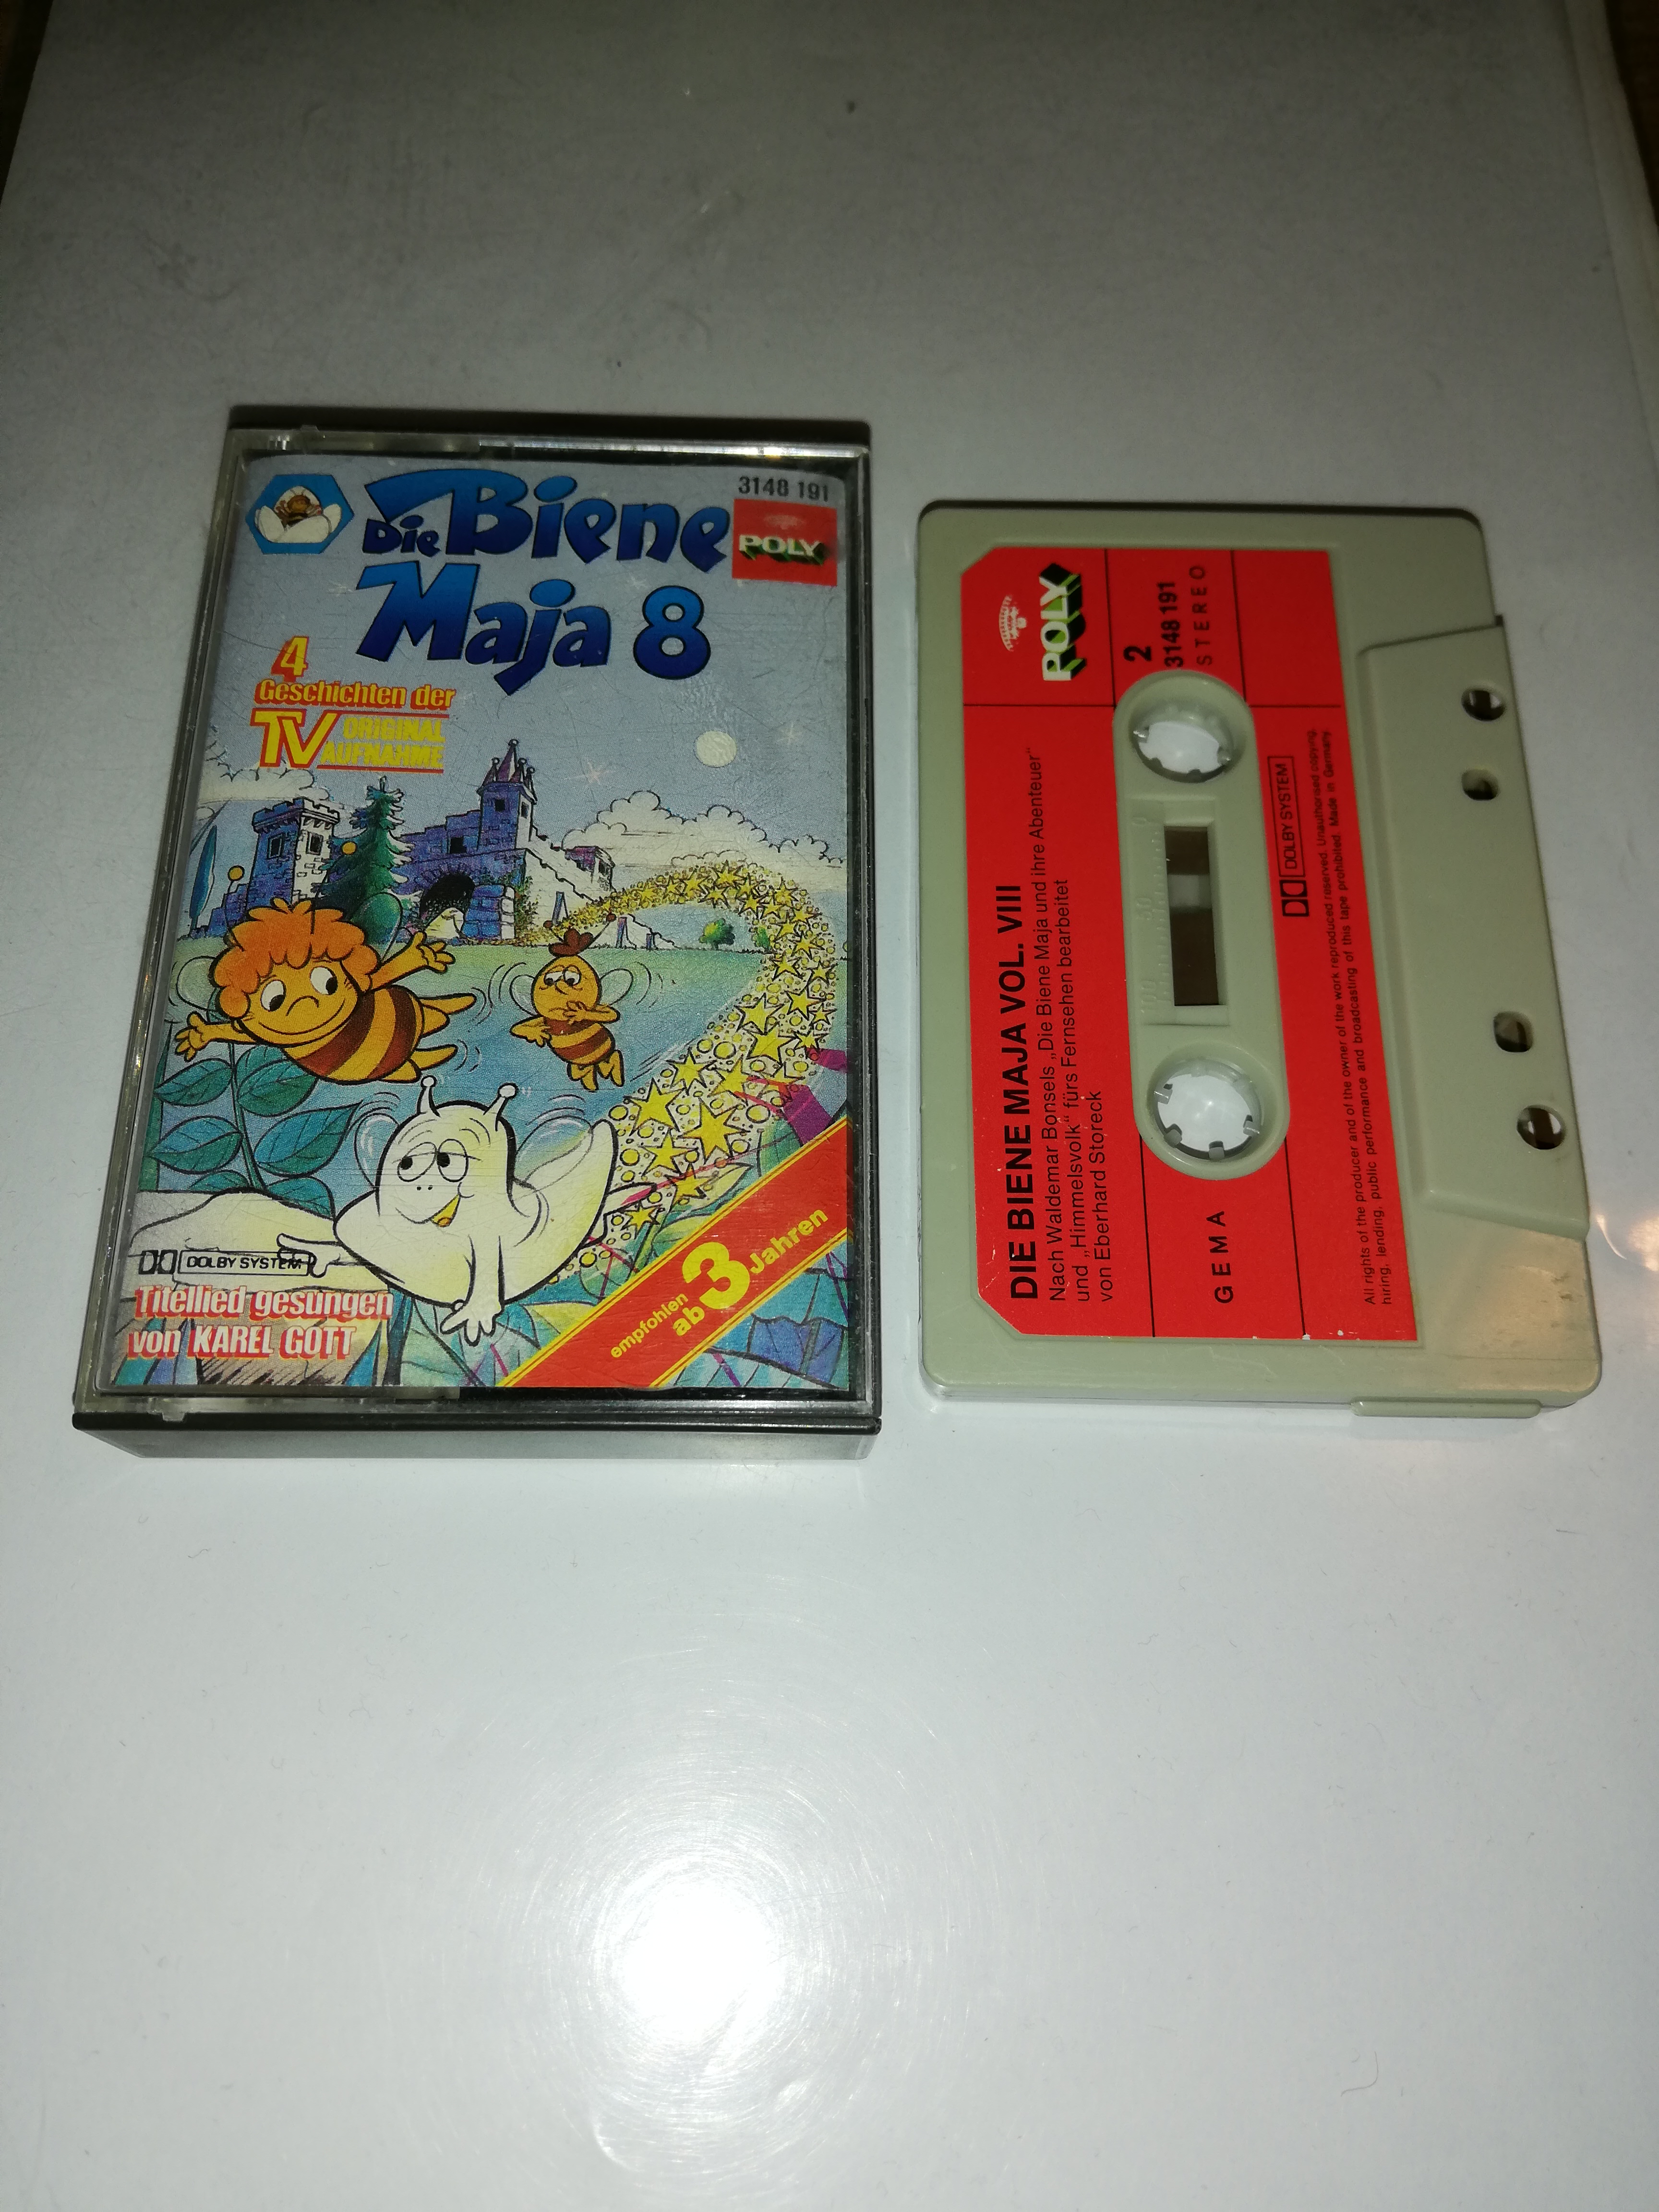 3148 191
Die Biene
Maja 8
POLY
4
Geschichten der
TV ORIGINAL
AUFNAHME
DOLBY SYSTEM
Titellied gesungen
von KAREL GOTT
empfohlen
ab 3 Jahren
POLY
2
3148 191
STEREO
DIE BIENE MAJA VOL. VIII
Nach Waldemar Bonsels „Die Biene Maja und ihre Abenteuer"
und „Himmelsvolk" fürs Fernsehen bearbeitet
von Eberhard Storeck
GEMA
0
50
100
DOLBY SYSTEM
All rights of the producer and of the owner of the work reproduced reserved. Unauthorised copying,
hiring, lending, public performance and broadcasting of this tape prohibited. Made in Germany